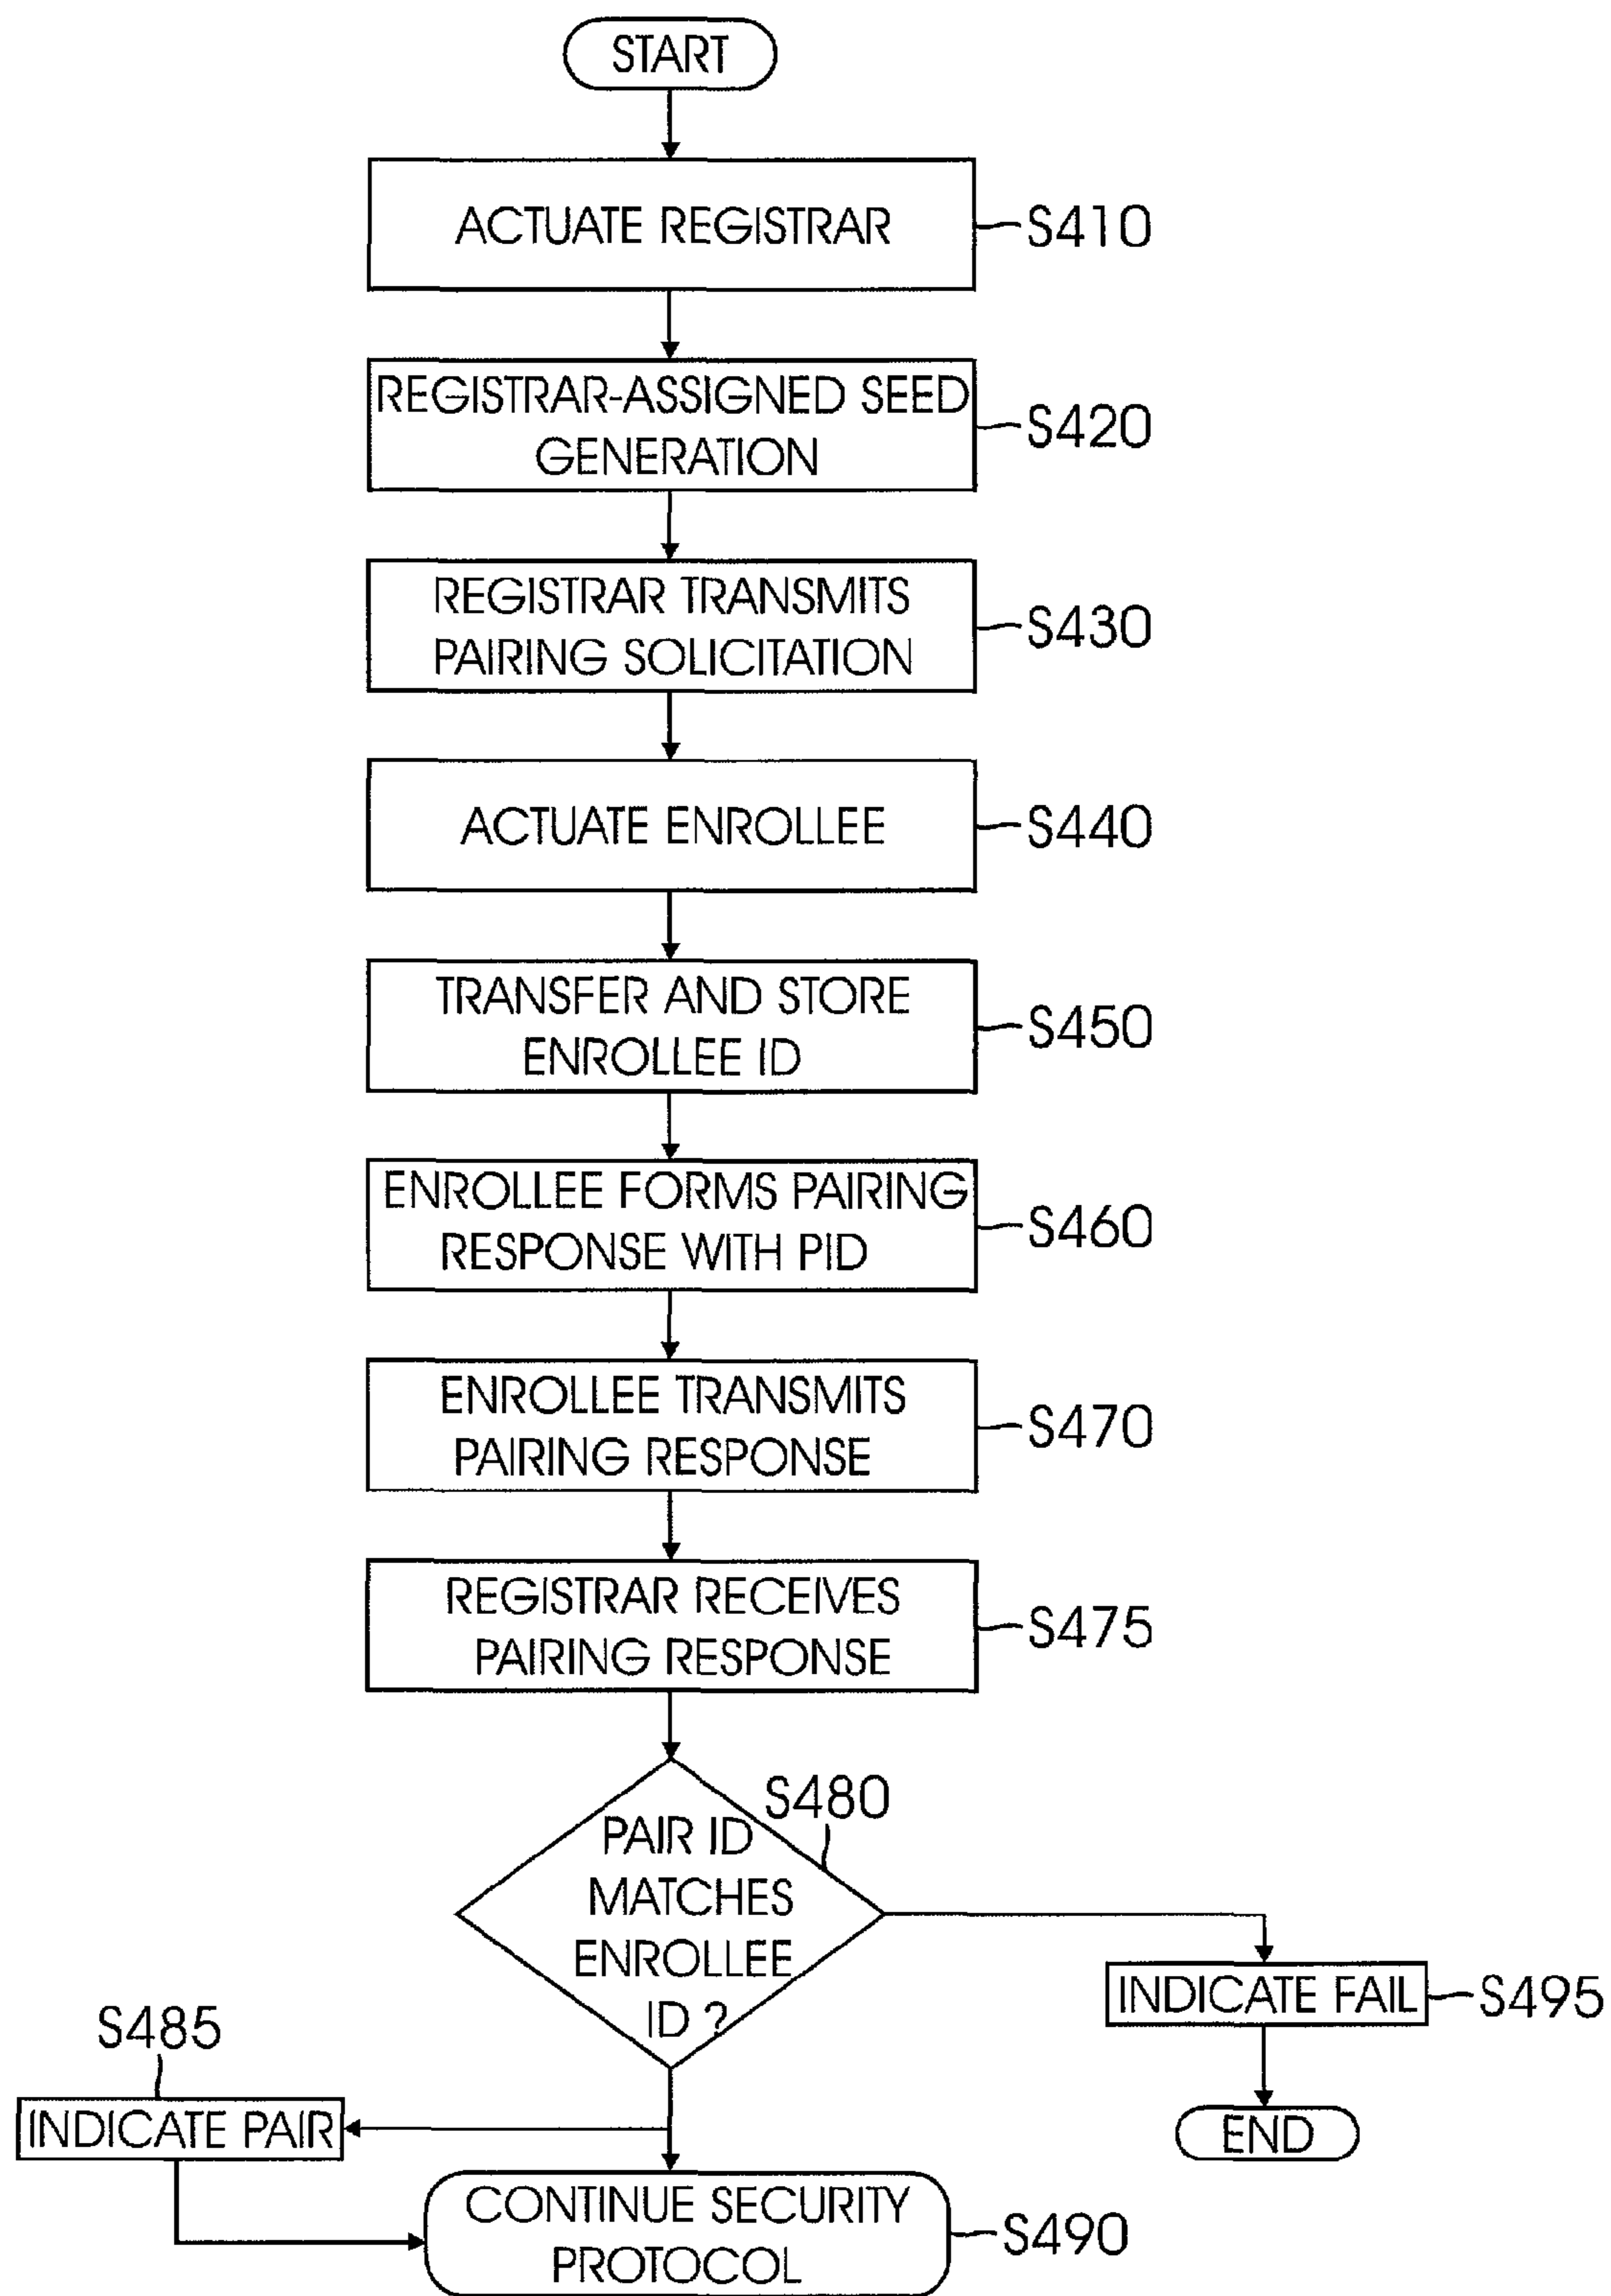 START
ACTUATE REGISTRAR
S410
REGISTRAR-ASSIGNED SEED
GENERATION
S420
REGISTRAR TRANSMITS
PAIRING SOLICITATION
S430
ACTUATE ENROLLEE
S440
TRANSFER AND STORE
ENROLLEE ID
S450
ENROLLEE FORMS PAIRING
RESPONSE WITH PID
S460
ENROLLEE TRANSMITS
PAIRING RESPONSE
S470
REGISTRAR RECEIVES
PAIRING RESPONSE
S475
S480
PAIR ID
MATCHES
ENROLLEE
ID ?
INDICATE FAIL
S495
S485
INDICATE PAIR
END
CONTINUE SECURITY
PROTOCOL
S490